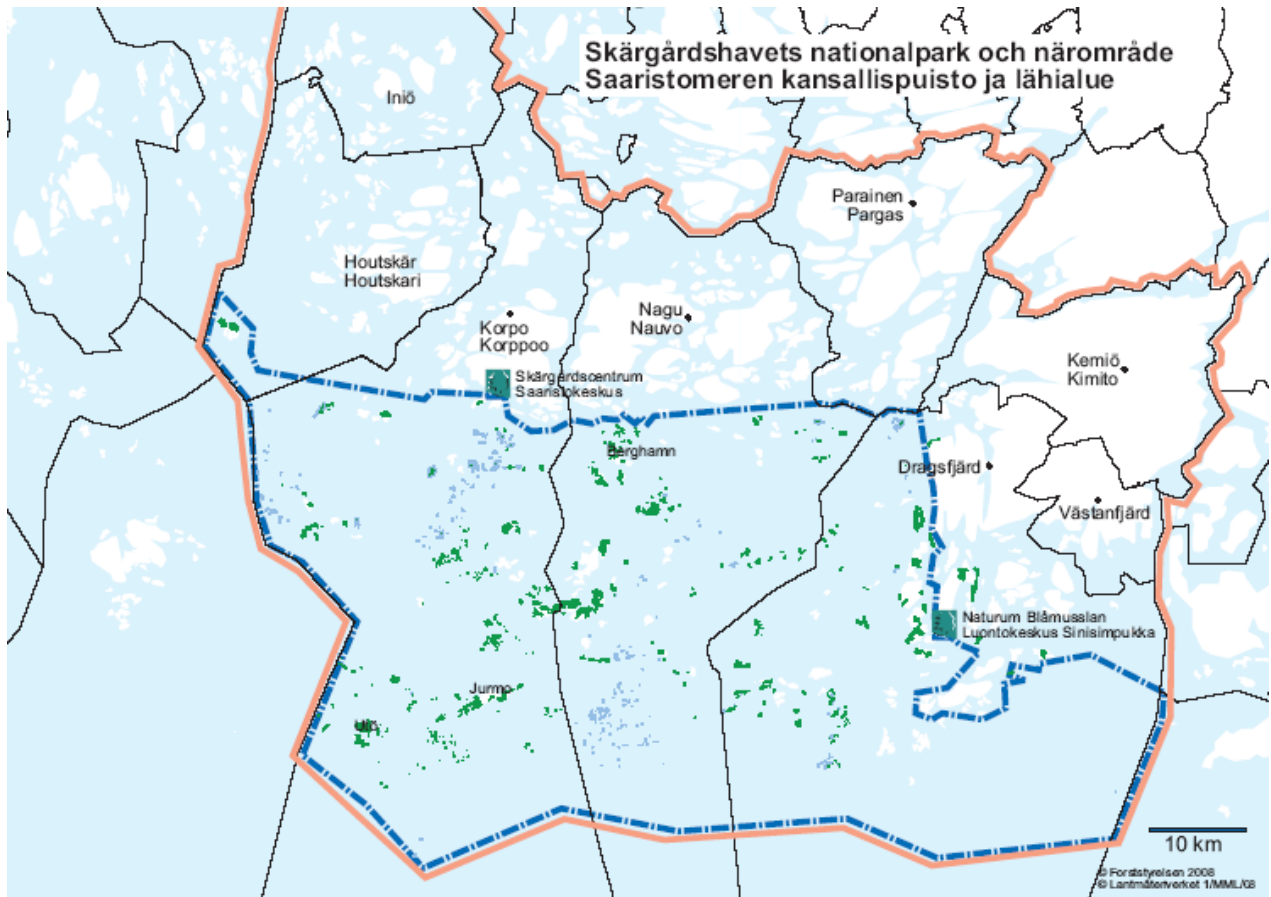 Skärgårdshavets nationalpark och närområde
Saaristomeren kansallispuisto ja lähialue
Iniö
Parainen
Pargas
Houtskär
Houtskari
Nagu
Nauvo
Korpo
Korppoo
Kemiö
Kimito
Skärgårdscentrum
Saaristokeskus
Berghamn
Dragsfjärd
Västanfjärd
Naturum Blåmusslan
Luontokeskus Sinisimpukka
Jurmo
Utö
10 km
© Forststyrelsen 2008
© Lantmäteriverket 1/MML/08